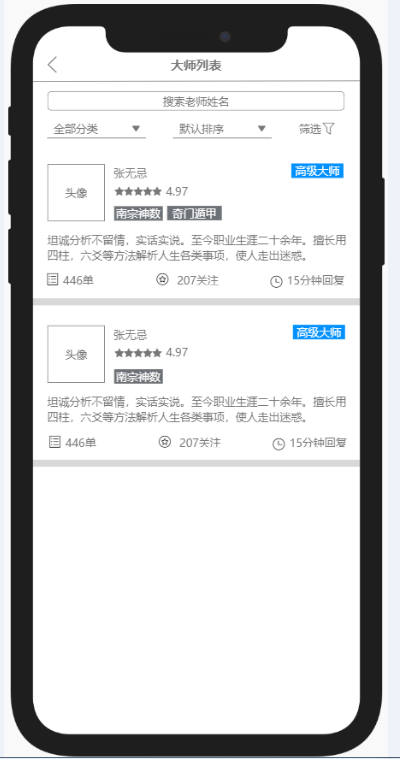 大师列表
搜索老师姓名
全部分类 默认排序 筛选
头像 张无忌 高级大师
4.97
南宗神数 奇门遁甲
坦诚分析不留情，实话实说。至今职业生涯二十余年。擅长用
四柱，六爻等方法解析人生各类事项，使人走出迷惑。
446单 207关注 15分钟回复
头像 张无忌 高级大师
4.97
南宗神数
坦诚分析不留情，实话实说。至今职业生涯二十余年。擅长用
四柱，六爻等方法解析人生各类事项，使人走出迷惑。
446单 207关注 15分钟回复